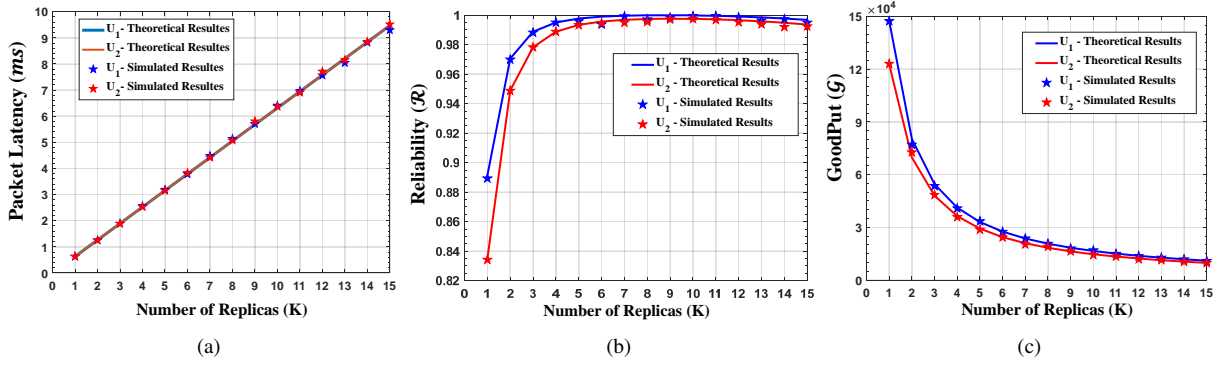 Packet Latency (ms)
10
9
8
7
6
5
4
3
2
1
0
U1- Theoretical Resultes
U2 - Theoretical Resultes
U1- Simulated Resultes
U2- Simulated Resultes
0 1 2 3 4 5 6 7 8 9 10 11 12 13 14 15
Number of Replicas (K)
(a)
Reliability (R)
1
0.98
0.96
0.94
0.92
0.9
0.88
0.86
0.84
0.82
U1 - Theoretical Results
U2 - Theoretical Results
U1 - Simulated Results
U2 - Simulated Results
0 1 2 3 4 5 6 7 8 9 10 11 12 13 14 15
Number of Replicas (K)
(b)
GoodPut (G)
×10⁴
15
12
9
6
3
0
U1 - Theoretical Results
U2 - Theoretical Results
U1 - Simulated Results
U2 - Simulated Results
0 1 2 3 4 5 6 7 8 9 10 11 12 13 14 15
Number of Replicas (K)
(c)